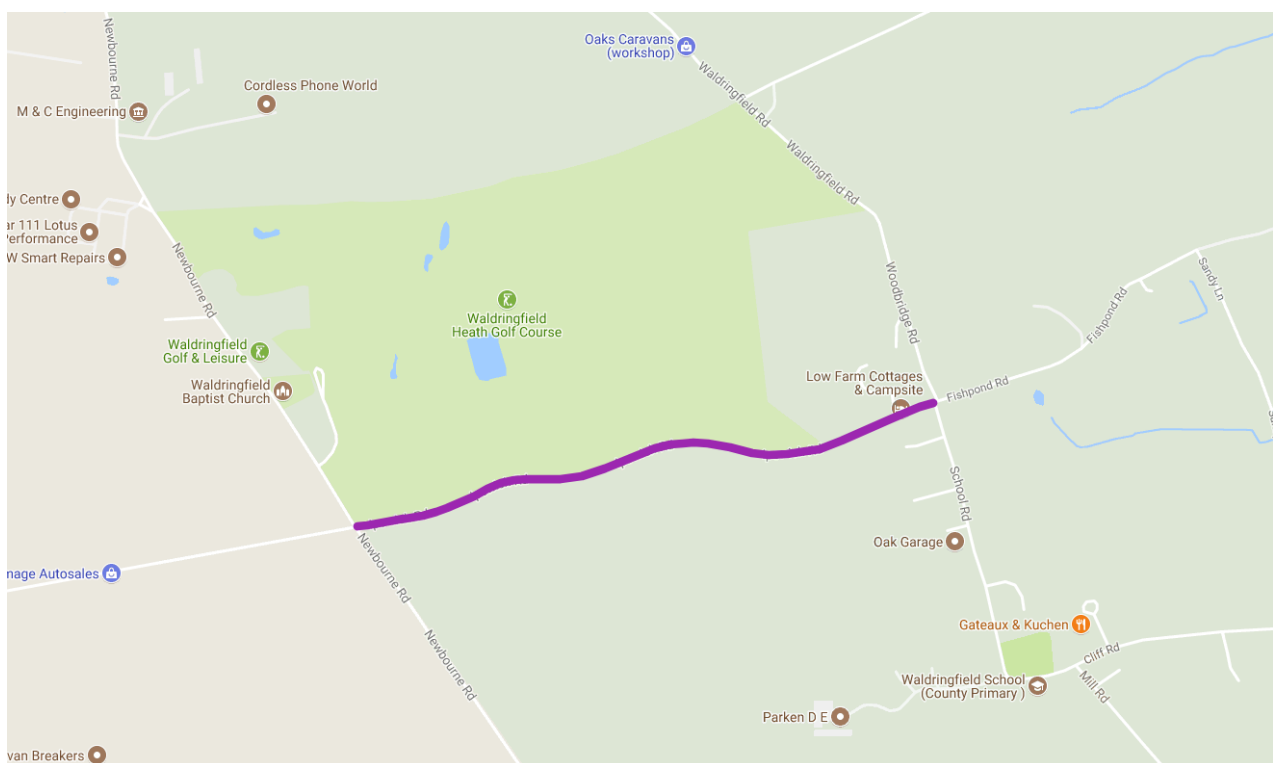 Newbourne Rd
Oaks Caravans
(workshop)
Waldringfield Rd
Cordless Phone World
M & C Engineering
Waldringfield Rd
dy Centre
ar 111 Lotus
Performance
W Smart Repairs
Newbourne Rd
Woodbridge Rd
Sandy Ln
Fishpond Rd
Waldringfield
Heath Golf Course
Waldringfield
Golf & Leisure
Waldringfield
Baptist Church
Low Farm Cottages
& Campsite
Fishpond Rd
School Rd
Oak Garage
mage Autosales
Newbourne Rd
Newbourne Rd
Gateaux & Kuchen
Cliff Rd
Waldringfield School
(County Primary )
Mill Rd
Parken D E
van Breakers